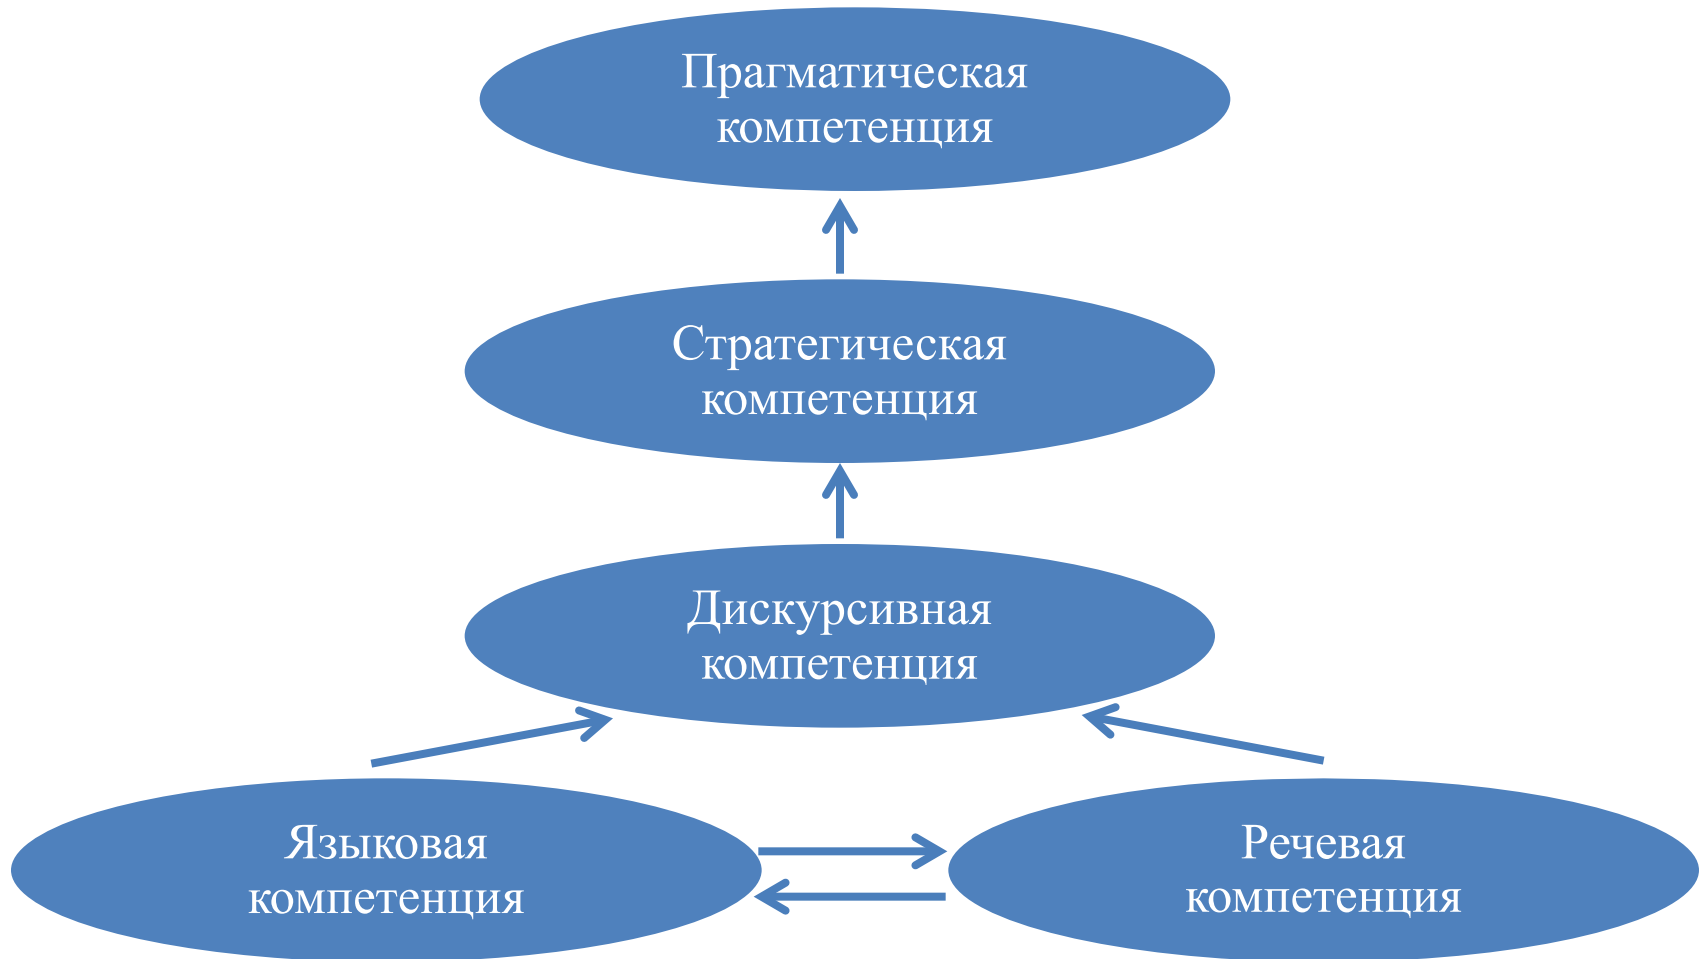 Прагматическая
компетенция
Стратегическая
компетенция
Дискурсивная
компетенция
Языковая
компетенция
Речевая
компетенция